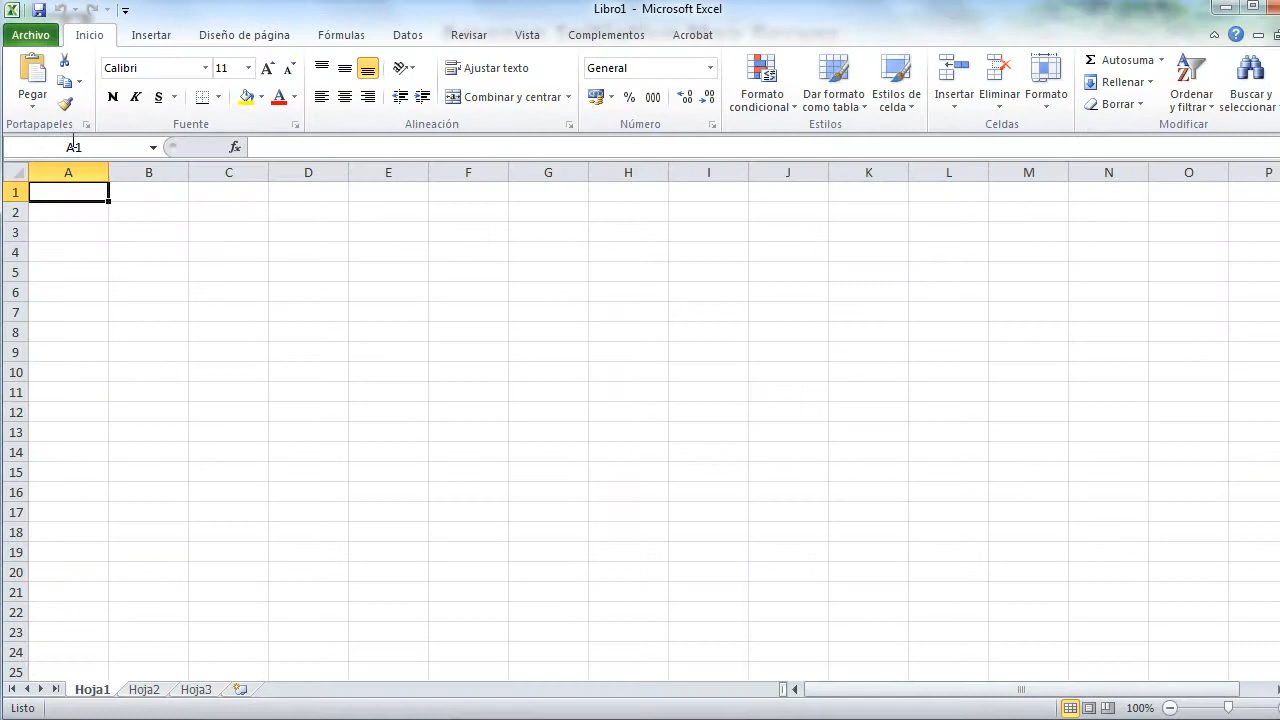 Libro1 - Microsoft Excel
Archivo Inicio Insertar Diseño de página Fórmulas Datos Revisar Vista Complementos Acrobat
Pegar
Portapapeles
Calibri 11
N K S
Fuente
Ajustar texto
Combinar y centrar
Alineación
General
% 000
Número
Formato condicional
Dar formato como tabla
Estilos de celda
Estilos
Insertar Eliminar Formato
Celdas
Σ Autosuma
Rellenar
Borrar
Ordenar y filtrar
Buscar y seleccionar
Modificar
A1 fx
A B C D E F G H I J K L M N O P
1
2
3
4
5
6
7
8
9
10
11
12
13
14
15
16
17
18
19
20
21
22
23
24
25
Hoja1 Hoja2 Hoja3
Listo 100%